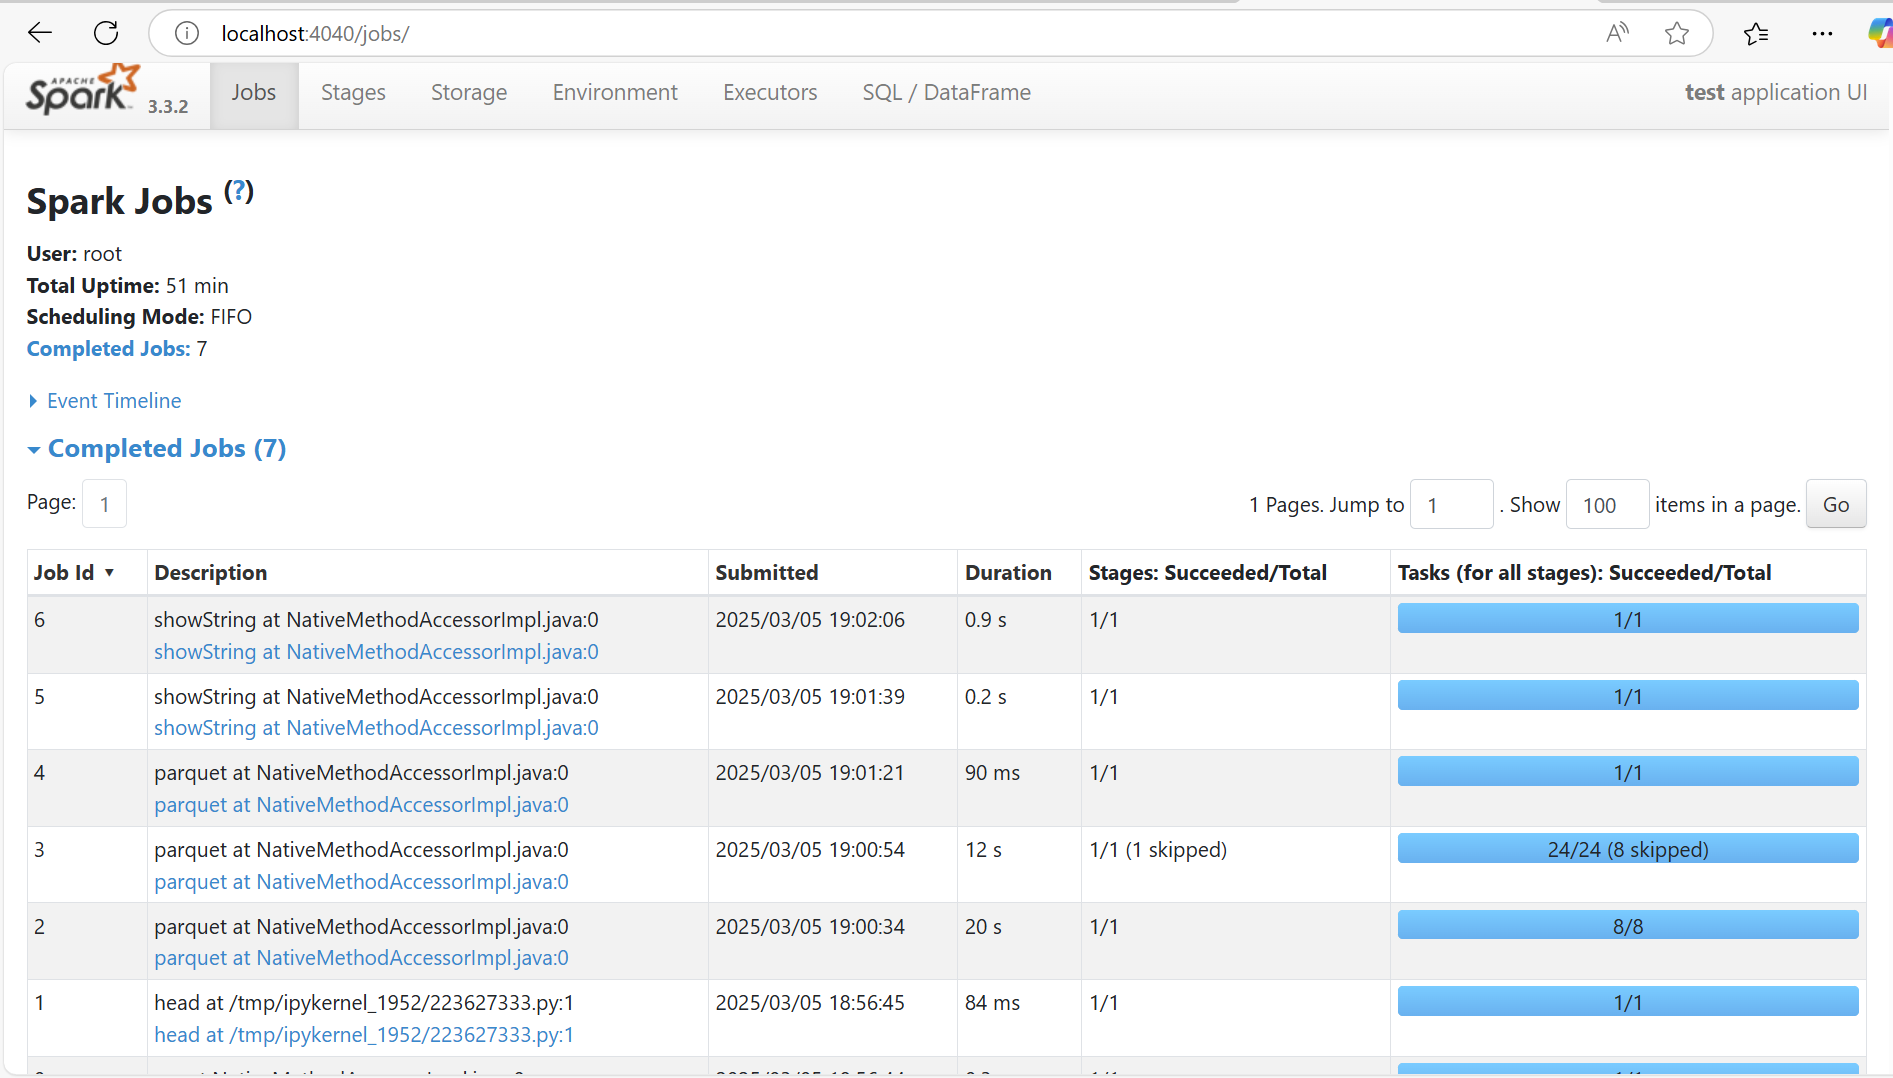 localhost:4040/jobs/
APACHE
Spark 3.3.2 Jobs Stages Storage Environment Executors SQL / DataFrame test application UI
Spark Jobs (?)
User: root
Total Uptime: 51 min
Scheduling Mode: FIFO
Completed Jobs: 7
Event Timeline
Completed Jobs (7)
Page: 1 1 Pages. Jump to 1 . Show 100 items in a page. Go
Job Id ▼ Description Submitted Duration Stages: Succeeded/Total Tasks (for all stages): Succeeded/Total
6 showString at NativeMethodAccessorImpl.java:0 2025/03/05 19:02:06 0.9 s 1/1 1/1
showString at NativeMethodAccessorImpl.java:0
5 showString at NativeMethodAccessorImpl.java:0 2025/03/05 19:01:39 0.2 s 1/1 1/1
showString at NativeMethodAccessorImpl.java:0
4 parquet at NativeMethodAccessorImpl.java:0 2025/03/05 19:01:21 90 ms 1/1 1/1
parquet at NativeMethodAccessorImpl.java:0
3 parquet at NativeMethodAccessorImpl.java:0 2025/03/05 19:00:54 12 s 1/1 (1 skipped) 24/24 (8 skipped)
parquet at NativeMethodAccessorImpl.java:0
2 parquet at NativeMethodAccessorImpl.java:0 2025/03/05 19:00:34 20 s 1/1 8/8
parquet at NativeMethodAccessorImpl.java:0
1 head at /tmp/ipykernel_1952/223627333.py:1 2025/03/05 18:56:45 84 ms 1/1 1/1
head at /tmp/ipykernel_1952/223627333.py:1